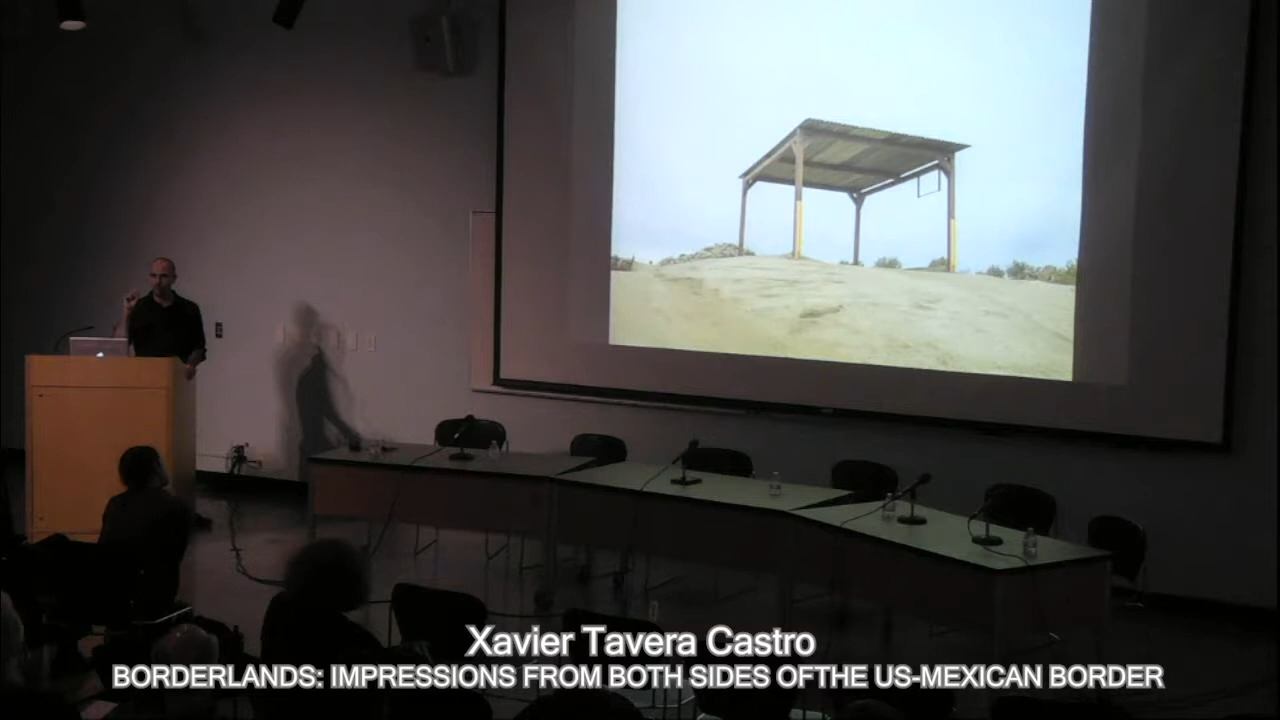 Xavier Tavera Castro
BORDERLANDS: IMPRESSIONS FROM BOTH SIDES OFTHE US-MEXICAN BORDER